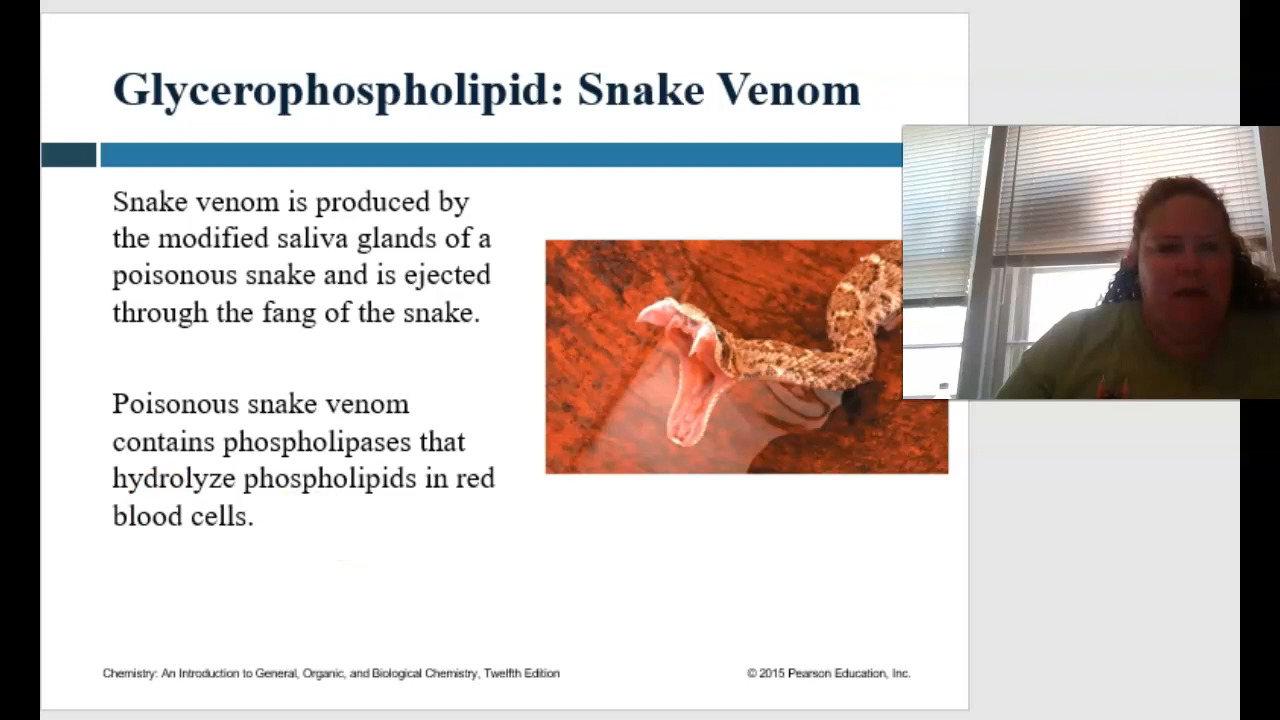 Glycerophospholipid: Snake Venom
Snake venom is produced by
the modified saliva glands of a
poisonous snake and is ejected
through the fang of the snake.
Poisonous snake venom
contains phospholipases that
hydrolyze phospholipids in red
blood cells.
Chemistry: An Introduction to General, Organic, and Biological Chemistry, Twelfth Edition
© 2015 Pearson Education, Inc.